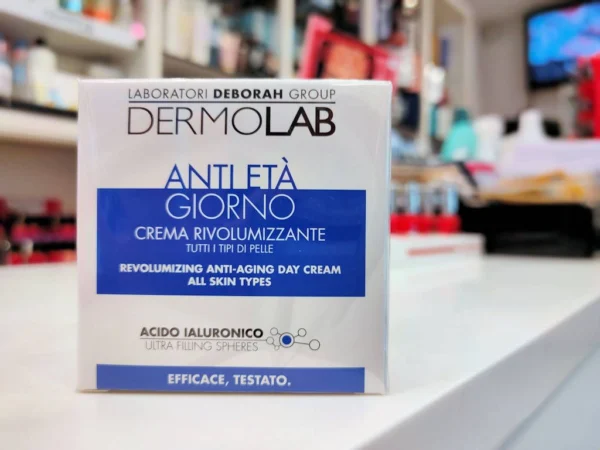 LABORATORI DEBORAH GROUP
DERMOLAB
ANTI ETÀ
GIORNO
CREMA RIVOLUMIZZANTE
TUTTI I TIPI DI PELLE
REVOLUMIZING ANTI-AGING DAY CREAM
ALL SKIN TYPES
ACIDO IALURONICO
ULTRA FILLING SPHERES
EFFICACE, TESTATO.